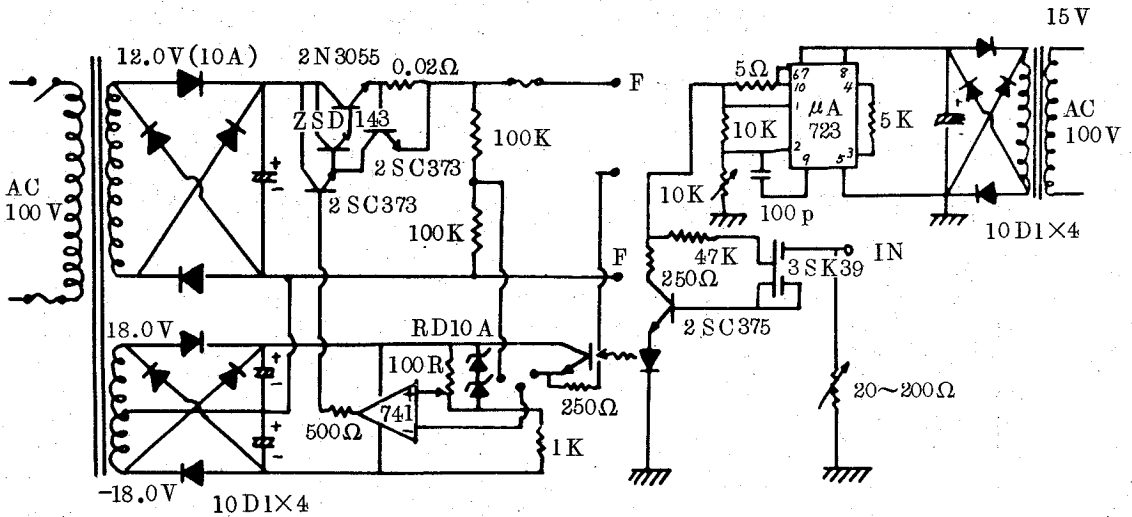 15V
12.0V(10A)
2N3055
0.02Ω
F
5Ω
67
10
1
2
9
8
4
3
5
μA
723
5K
AC
100V
ZSD 143
100K
10K
2SC373
AC
100V
2SC373
10K
100p
10D1×4
100K
F
47K
3SK39
IN
250Ω
2SC375
18.0V
RD10A
100R
741
+
-
500Ω
250Ω
1K
20~200Ω
-18.0V
10D1×4
+
-
+
-
+
-
+